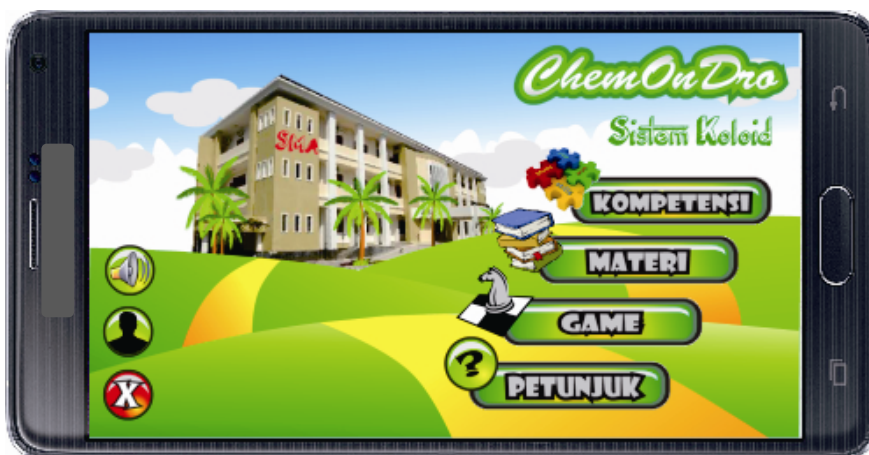 ChemOnDro
Sistem Koloid
SMA
KOMPETENSI
MATERI
GAME
PETUNJUK
X